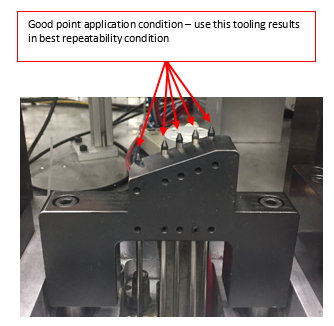 Good point application condition – use this tooling results
in best repeatability condition